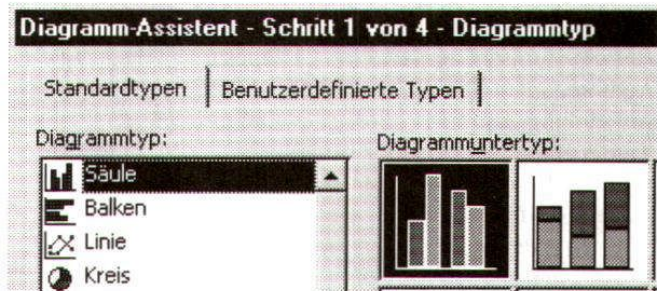 Diagramm-Assistent - Schritt 1 von 4 - Diagrammtyp
Standardtypen Benutzerdefinierte Typen
Diagrammtyp:
Diagrammuntertyp:
Säule
Balken
Linie
Kreis